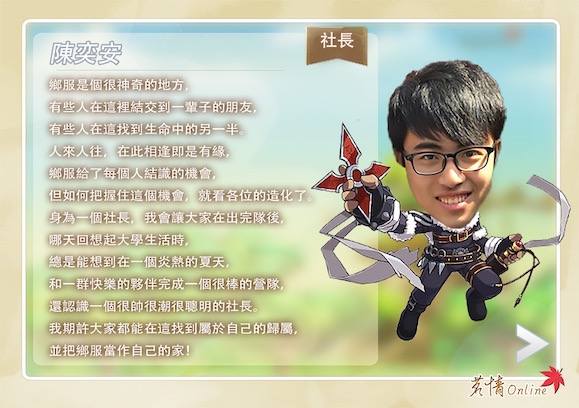 社長
陳奕安
鄉服是個很神奇的地方，
有些人在這裡結交到一輩子的朋友，
有些人在這找到生命中的另一半。
人來人往，在此相逢即是有緣，
鄉服給了每個人結識的機會，
但如何把握住這個機會，就看各位的造化了。
身為一個社長，我會讓大家在出完隊後，
哪天回想起大學生活時，
總是能想到在一個炎熱的夏天，
和一群快樂的夥伴完成一個很棒的營隊，
還認識一個很帥很潮很聰明的社長。
我期許大家都能在這找到屬於自己的歸屬，
並把鄉服當作自己的家！
茗情Online